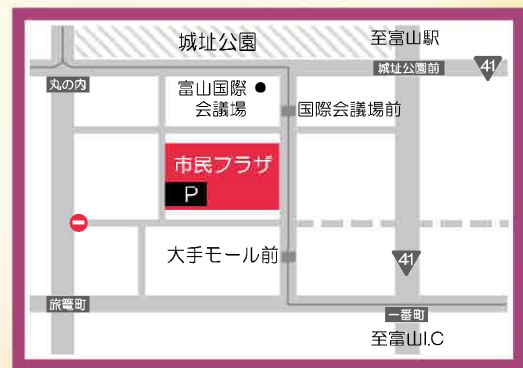 城址公園
至富山駅
城址公園前
41
丸の内
富山国際
会議場
国際会議場前
市民プラザ
P
大手モール前
41
旅篭町
一番町
至富山I.C